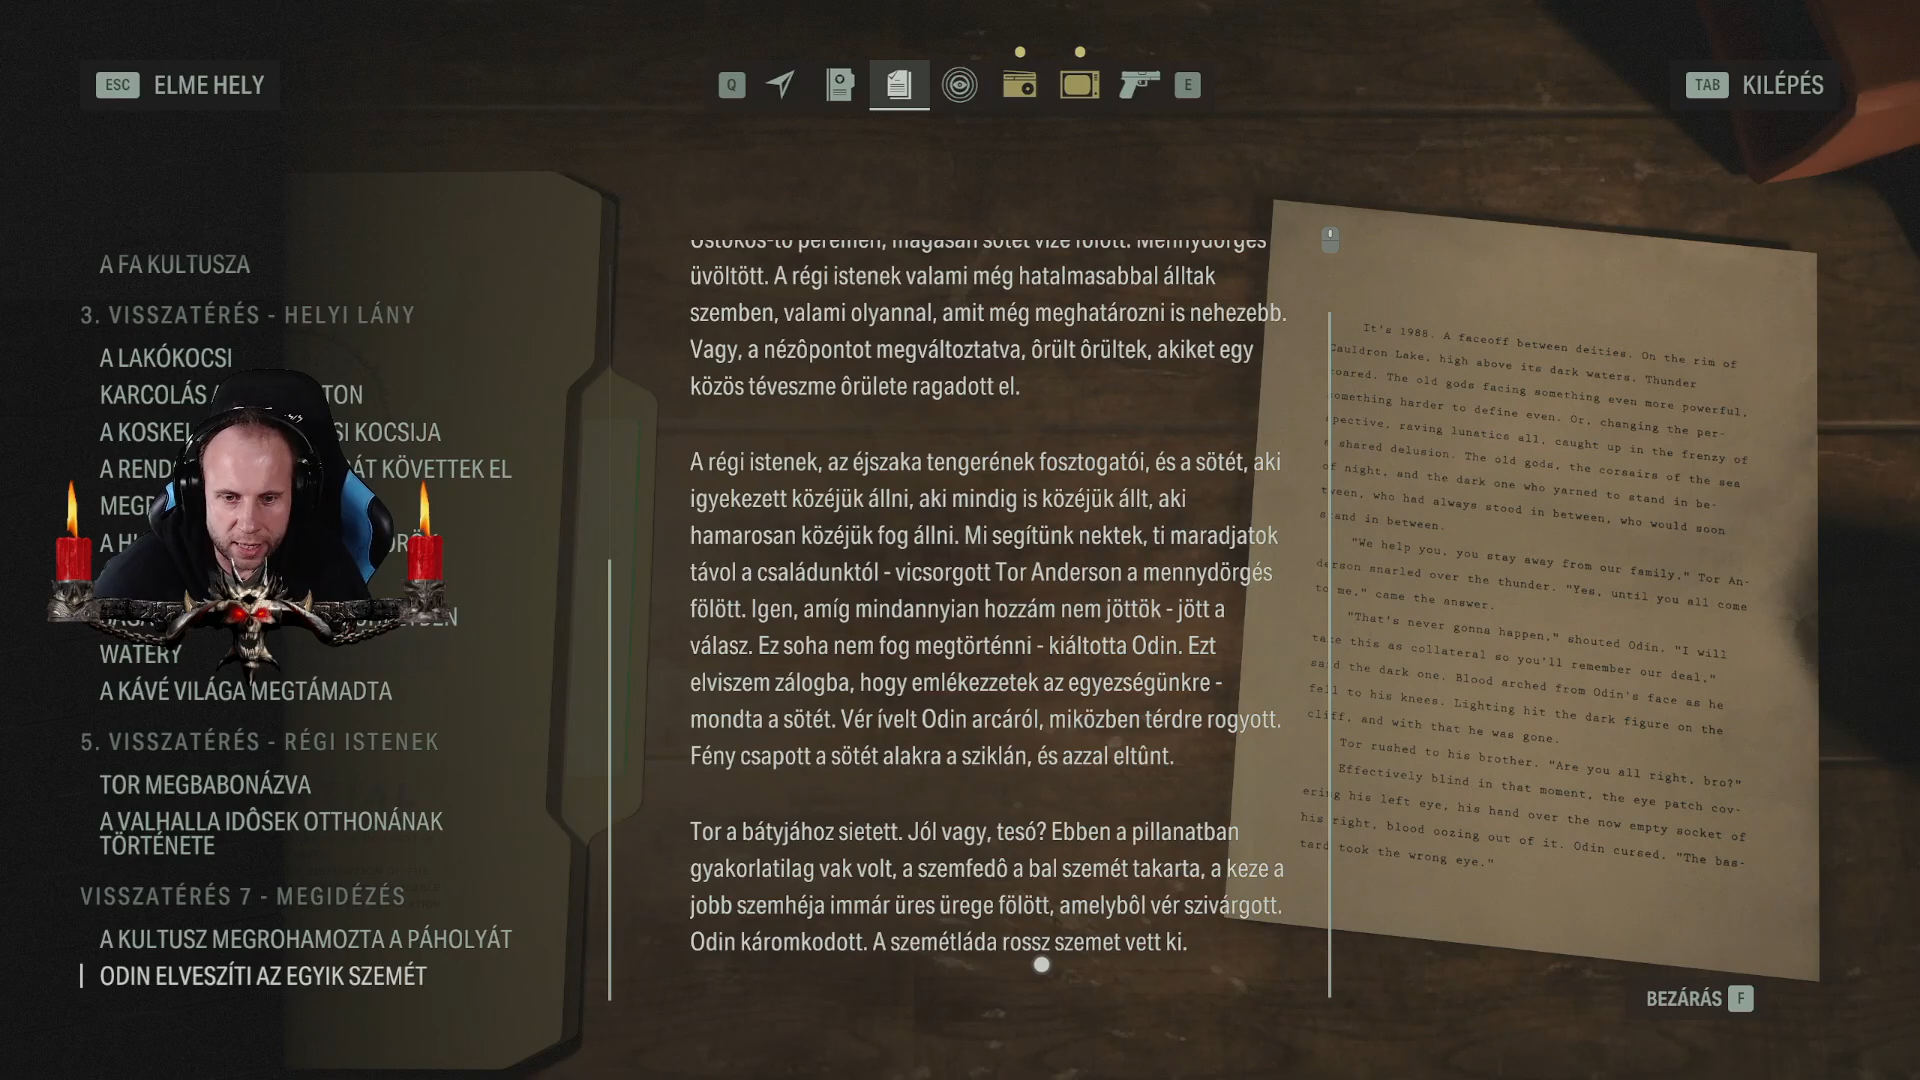 ESC ELME HELY
Q
E
TAB KILÉPÉS
A FA KULTUSZA
3. VISSZATÉRÉS - HELYI LÁNY
A LAKÓKOCSI
KARCOLÁS
A
A REND ÁT KÖVETTEK EL
WATERY
A KÁVÉ VILÁGA MEGTÁMADTA
5. VISSZATÉRÉS - RÉGI ISTENEK
TOR MEGBABONÁZVA
A VALHALLA IDÔSEK OTTHONÁNAK
TÖRTÉNETE
VISSZATÉRÉS 7 - MEGIDÉZÉS
A KULTUSZ MEGROHAMOZTA A PÁHOLYÁT
ODIN ELVESZÍTI AZ EGYIK SZEMÉT
peremén, magasan sötét vize fölött. Mennydörgés
üvöltött. A régi istenek valami még hatalmasabbal álltak
szemben, valami olyannal, amit még meghatározni is nehezebb.
Vagy, a nézôpontot megváltoztatva, ôrült ôrültek, akiket egy
közös téveszme ôrülete ragadott el.
A régi istenek, az éjszaka tengerének fosztogatói, és a sötét, aki
igyekezett közéjük állni, aki mindig is közéjük állt, aki
hamarosan közéjük fog állni. Mi segítünk nektek, ti maradjatok
távol a családunktól - vicsorgott Tor Anderson a mennydörgés
fölött. Igen, amíg mindannyian hozzám nem jöttök - jött a
válasz. Ez soha nem fog megtörténni - kiáltotta Odin. Ezt
elviszem zálogba, hogy emlékezzetek az egyezségünkre -
mondta a sötét. Vér ívelt Odin arcáról, miközben térdre rogyott.
Fény csapott a sötét alakra a sziklán, és azzal eltûnt.
Tor a bátyjához sietett. Jól vagy, tesó? Ebben a pillanatban
gyakorlatilag vak volt, a szemfedô a bal szemét takarta, a keze a
jobb szemhéja immár üres ürege fölött, amelybôl vér szivárgott.
Odin káromkodott. A szemétláda rossz szemet vett ki.
It's 1988. A faceoff between deities. On the rim of
Cauldron Lake, high above its dark waters. Thunder
roared. The old gods facing something even more powerful,
something harder to define even. Or, changing the per-
spective, raving lunatics all, caught up in the frenzy of
a shared delusion. The old gods, the corsairs of the sea
of night, and the dark one who yarned to stand in be-
tween, who had always stood in between, who would soon
stand in between.
"We help you, you stay away from our family," Tor An-
derson snarled over the thunder. "Yes, until you all come
to me," came the answer.
"That's never gonna happen," shouted Odin. "I will
take this as collateral so you'll remember our deal,"
said the dark one. Blood arched from Odin's face as he
fell to his knees. Lighting hit the dark figure on the
cliff, and with that he was gone.
Tor rushed to his brother. "Are you all right, bro?"
Effectively blind in that moment, the eye patch cov-
ering his left eye, his hand over the now empty socket of
his right, blood oozing out of it. Odin cursed. "The bas-
tard took the wrong eye."
BEZÁRÁS F